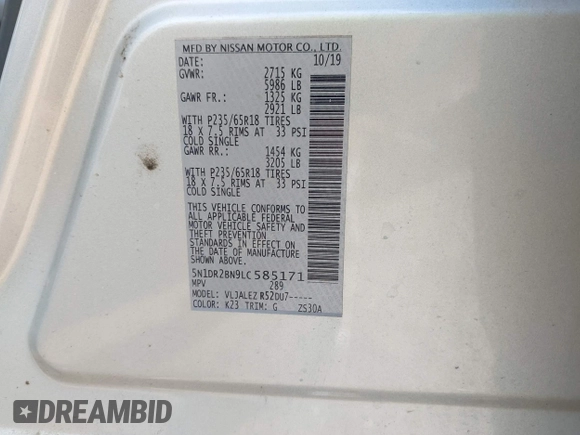 MFD BY NISSAN MOTOR CO., LTD.
DATE: 10/19
GVWR: 2715 KG
5986 LB
GAWR FR.: 1325 KG
2921 LB
WITH P235/65R18 TIRES
18 X 7.5 RIMS AT 33 PSI
COLD SINGLE
GAWR RR.: 1454 KG
3205 LB
WITH P235/65R18 TIRES
18 X 7.5 RIMS AT 33 PSI
COLD SINGLE
THIS VEHICLE CONFORMS TO
ALL APPLICABLE FEDERAL
MOTOR VEHICLE SAFETY AND
THEFT PREVENTION
STANDARDS IN EFFECT ON
THE DATE OF MANUFACTURE
SHOWN ABOVE.
5N1DR2BN9LC585171
MPV 289
MODEL: VLJALEZ R52DU7-----
COLOR: K23 TRIM: G ZS30A
DREAMBID